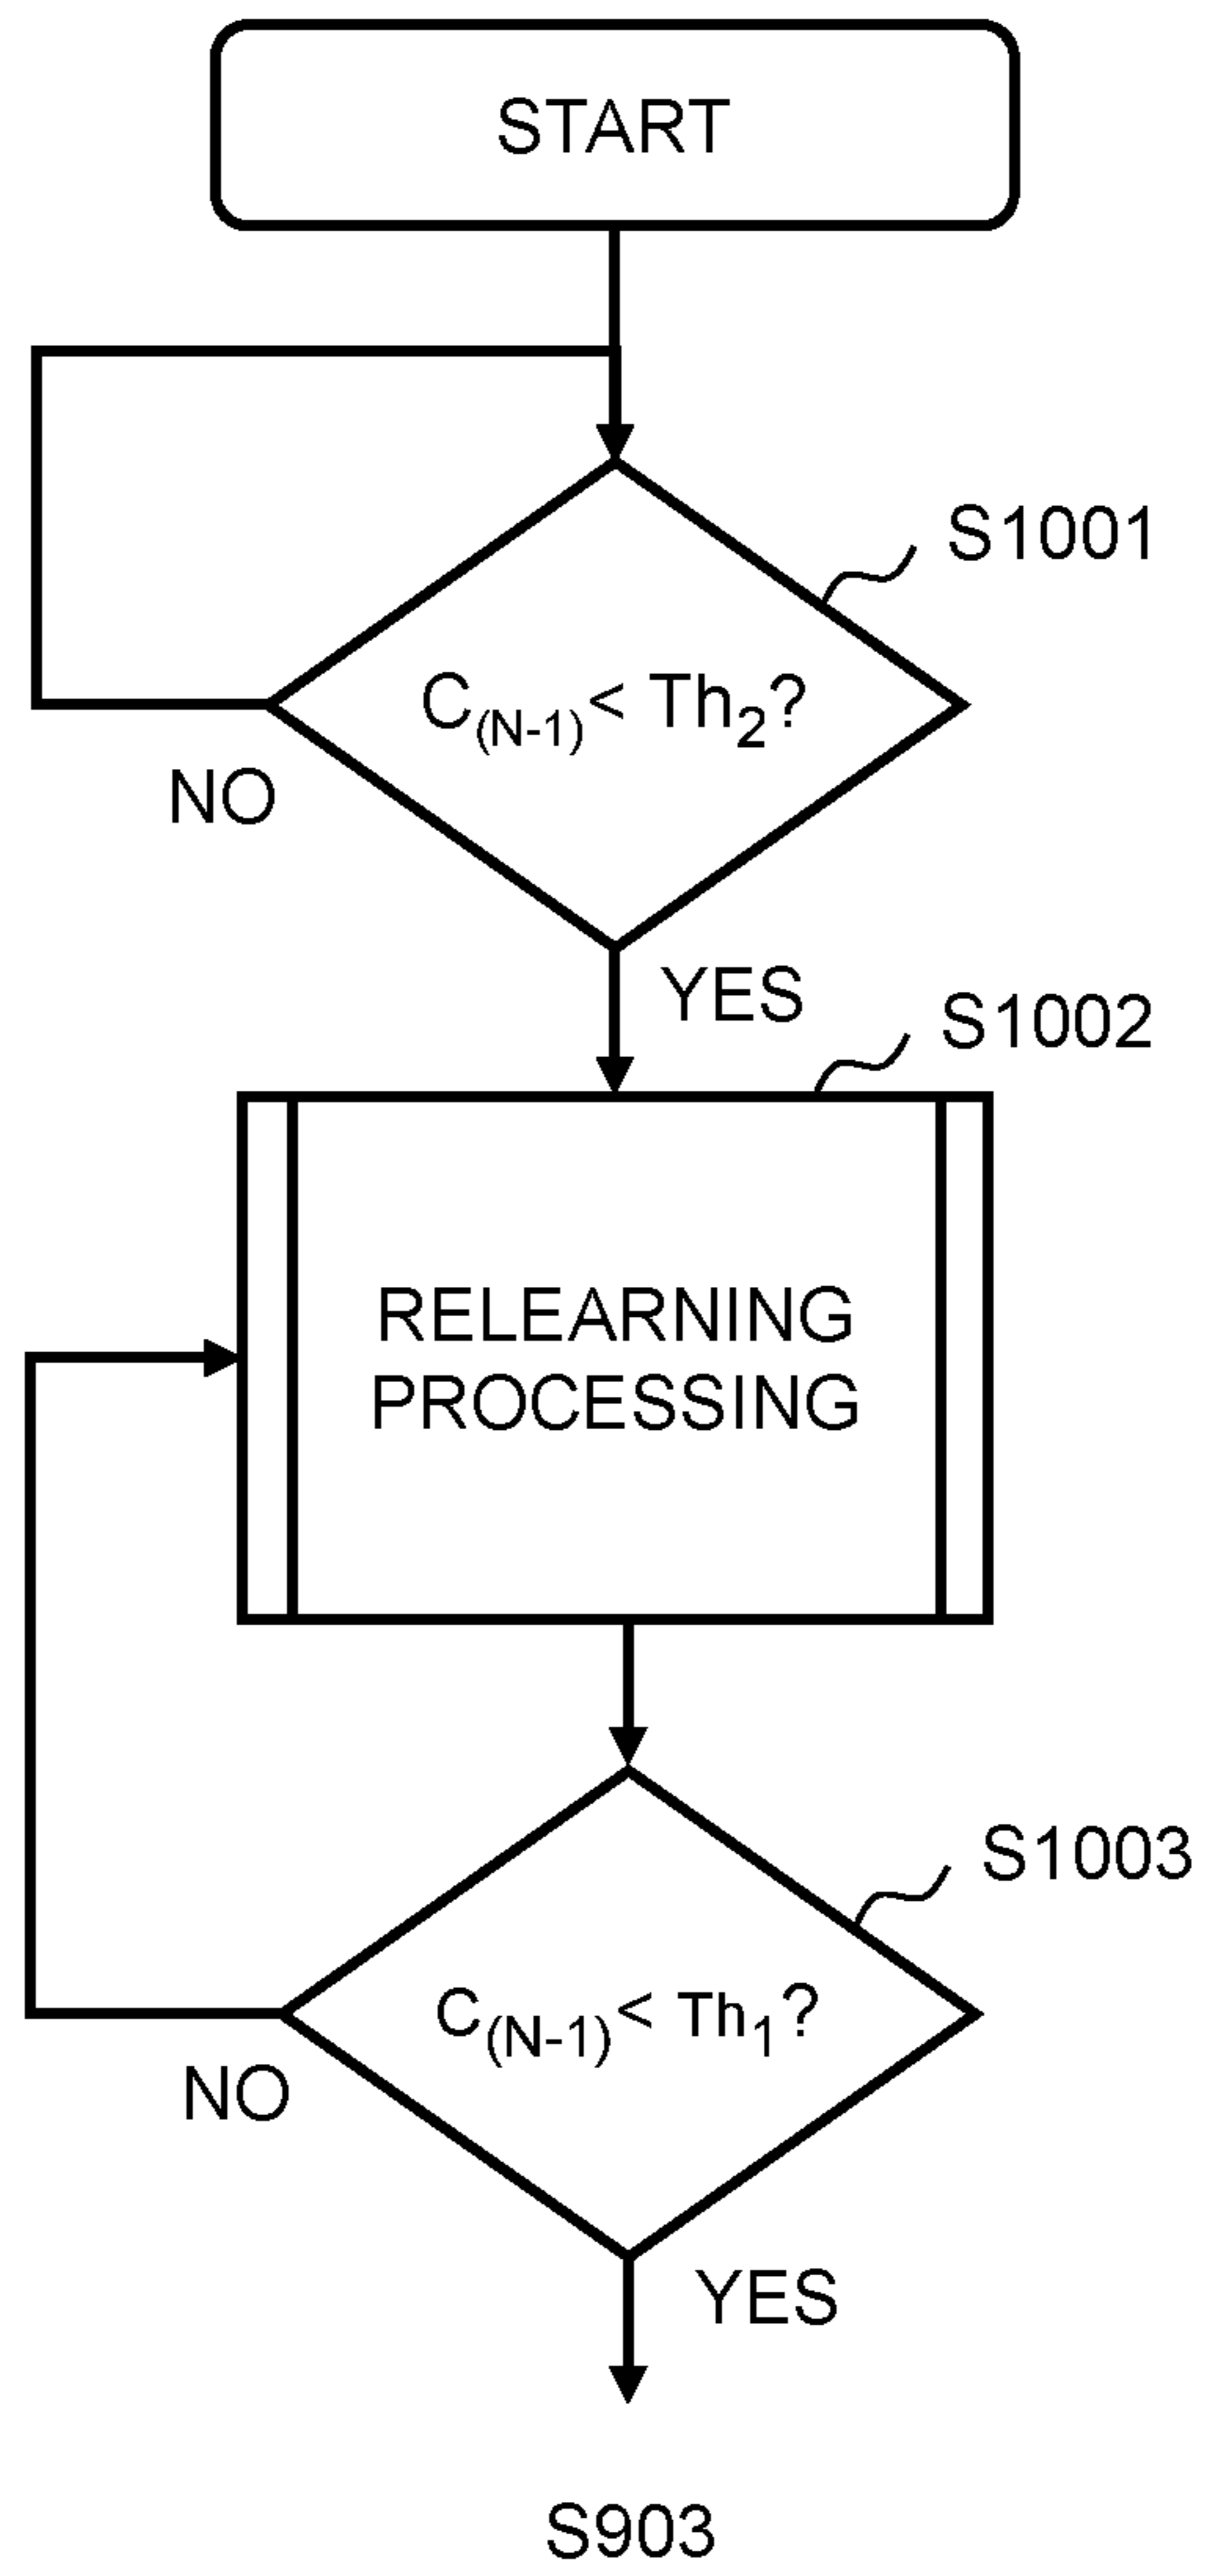 START
S1001
C(N-1)< Th2?
NO
YES
S1002
RELEARNING
PROCESSING
S1003
C(N-1)< Th1?
NO
YES
S903